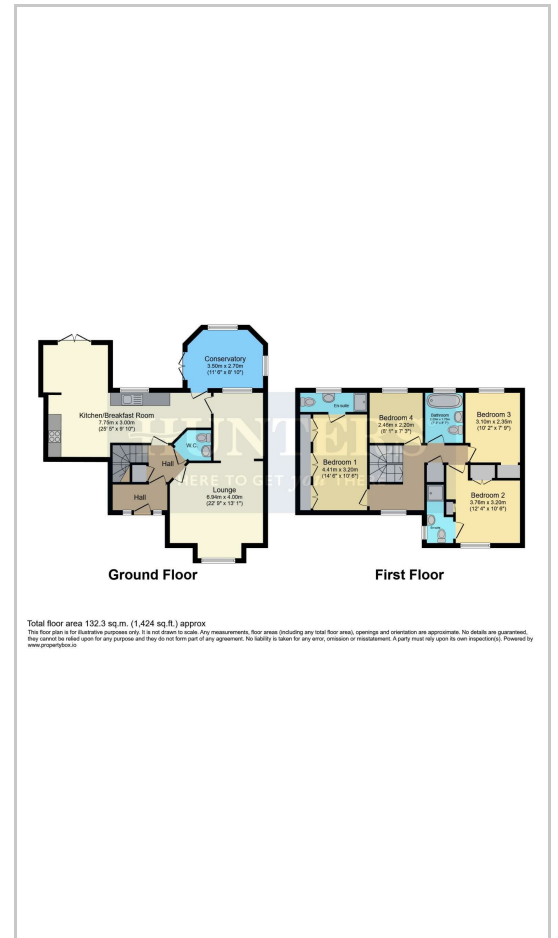 Conservatory
3.50m x 2.70m
(11' 6" x 8' 10")
Kitchen/Breakfast Room
7.75m x 3.00m
(25' 5" x 9' 10")
W.C.
Hall
Hall
Lounge
6.94m x 4.00m
(22' 9" x 13' 1")
Ground Floor
En suite
Bedroom 4
2.46m x 2.20m
(8' 1" x 7' 3")
Bathroom
Bedroom 3
3.10m x 2.35m
(10' 2" x 7' 9")
Bedroom 1
4.41m x 3.20m
(14' 6" x 10' 6")
Bedroom 2
3.76m x 3.20m
(12' 4" x 10' 6")
First Floor
HUNTERS
HERE TO GET you THERE
Total floor area 132.3 sq.m. (1,424 sq.ft.) approx
This floor plan is for illustrative purposes only. It is not drawn to scale. Any measurements, floor areas (including any total floor area), openings and orientation are approximate. No details are guaranteed,
they cannot be relied upon for any purpose and they do not form part of any agreement. No liability is taken for any error, omission or misstatement. A party must rely upon its own inspection(s). Powered by
www.propertybox.io